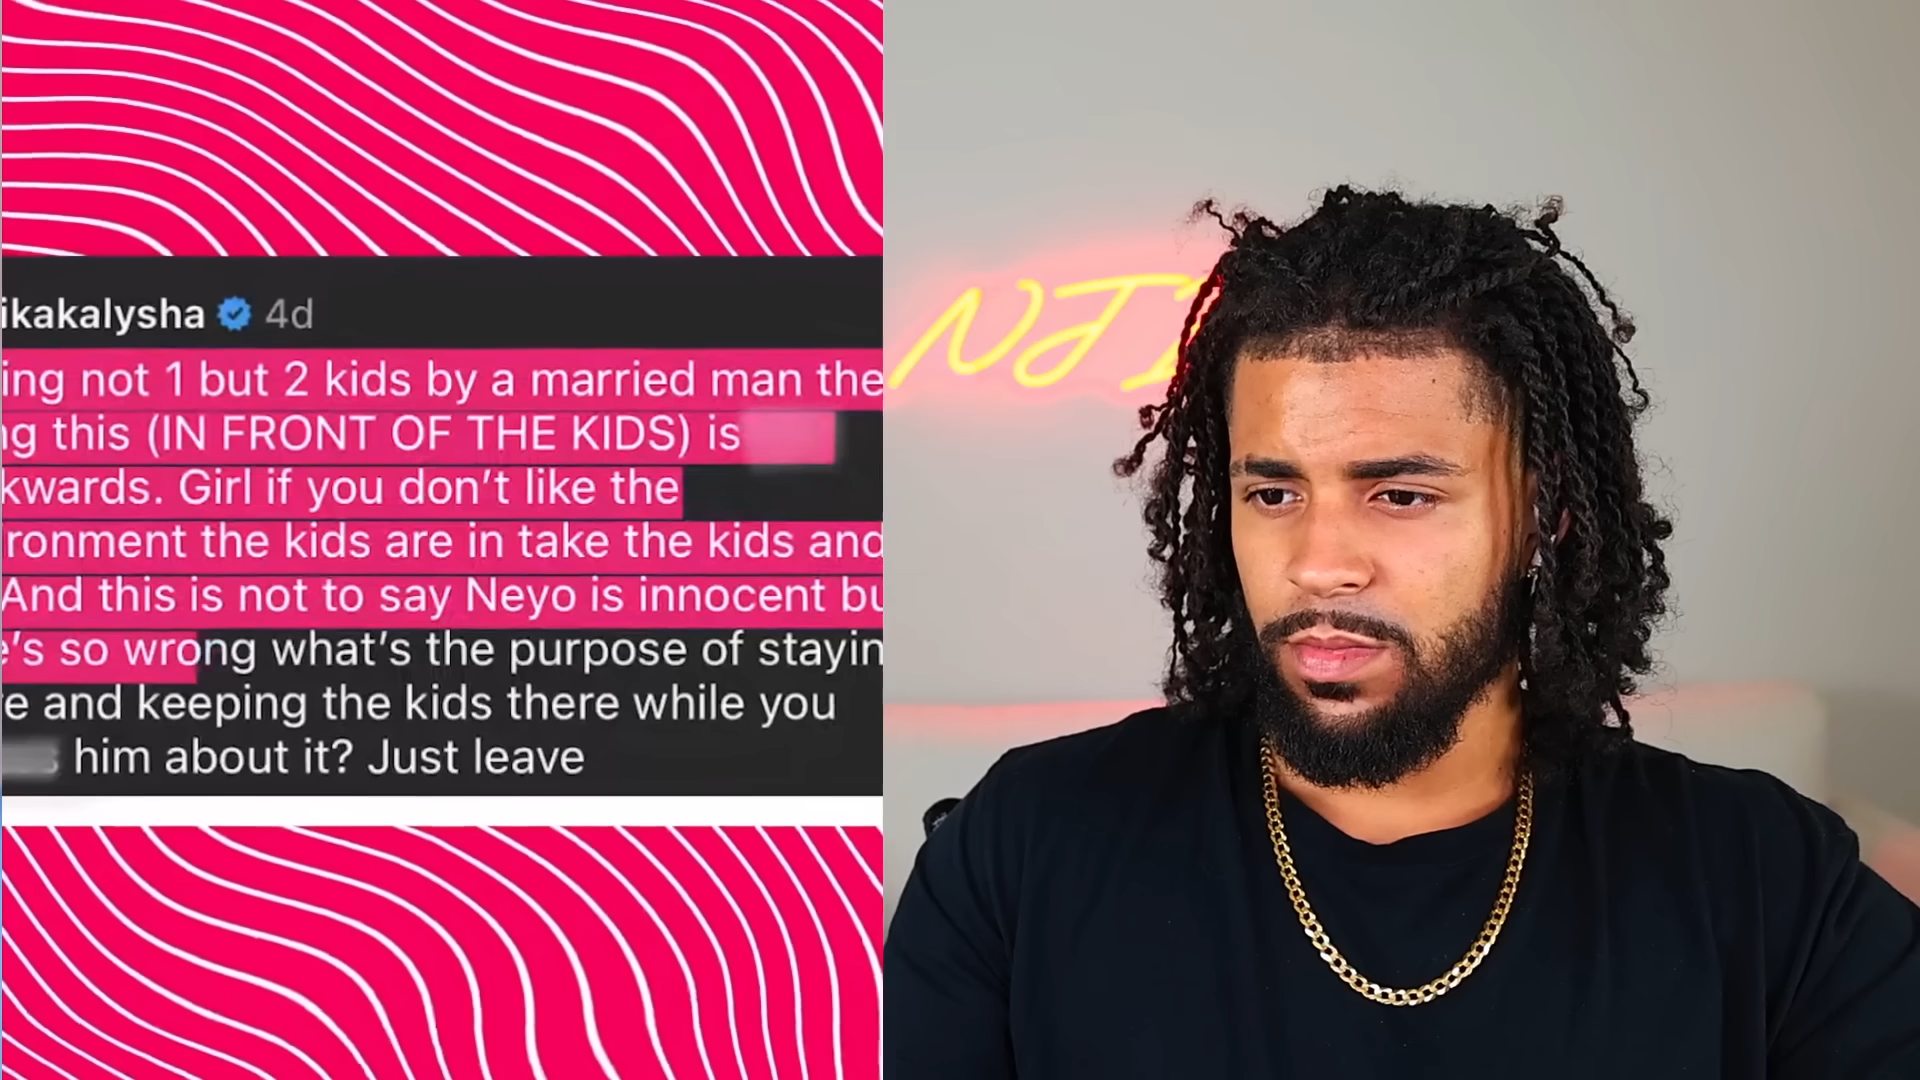 ikakalysha 4d
ing not 1 but 2 kids by a married man the
ng this (IN FRONT OF THE KIDS) is
kwards. Girl if you don't like the
ronment the kids are in take the kids and
And this is not to say Neyo is innocent bu
e's so wrong what's the purpose of stayin
e and keeping the kids there while you
him about it? Just leave